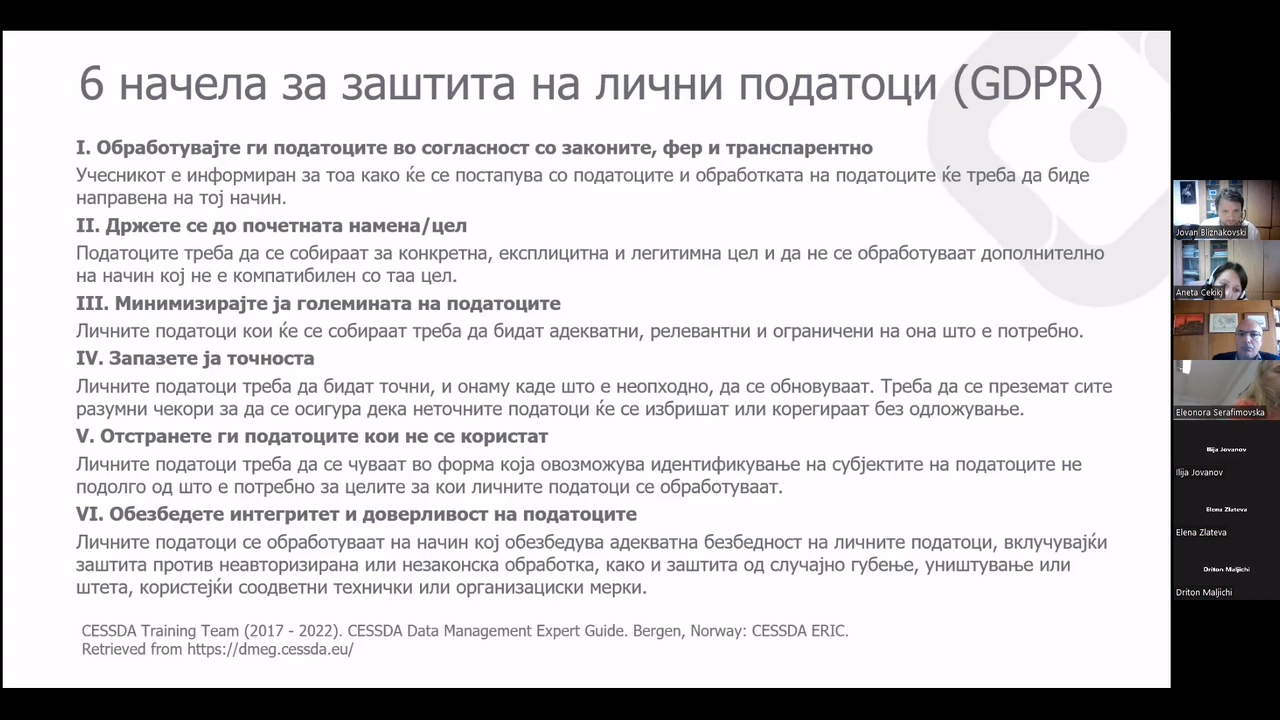 6 начела за заштита на лични податоци (GDPR)
I. Обработувајте ги податоците во согласност со законите, фер и транспарентно
Учесникот е информиран за тоа како ќе се постапува со податоците и обработката на податоците ќе треба да биде
направена на тој начин.
II. Држете се до почетната намена/цел
Податоците треба да се собираат за конкретна, експлицитна и легитимна цел и да не се обработуваат дополнително
на начин кој не е компатибилен со таа цел.
III. Минимизирајте ја големината на податоците
Личните податоци кои ќе се собираат треба да бидат адекватни, релевантни и ограничени на она што е потребно.
IV. Запазете ја точноста
Личните податоци треба да бидат точни, и онаму каде што е неопходно, да се обновуваат. Треба да се преземат сите
разумни чекори за да се осигура дека неточните податоци ќе се избришат или корегираат без одложување.
V. Отстранете ги податоците кои не се користат
Личните податоци треба да се чуваат во форма која овозможува идентификување на субјектите на податоците не
подолго од што е потребно за целите за кои личните податоци се обработуваат.
VI. Обезбедете интегритет и доверливост на податоците
Личните податоци се обработуваат на начин кој обезбедува адекватна безбедност на личните податоци, вклучувајќи
заштита против неавторизирана или незаконска обработка, како и заштита од случајно губење, уништување или
штета, користејќи соодветни технички или организациски мерки.
CESSDA Training Team (2017 - 2022). CESSDA Data Management Expert Guide. Bergen, Norway: CESSDA ERIC.
Retrieved from https://dmeg.cessda.eu/
Jovan Bliznakovski
Aneta Cekikj
Eleonora Serafimovska
Ilija Jovanov
Ilija Jovanov
Elena Zlateva
Elena Zlateva
Driton Maljichi
Driton Maljichi